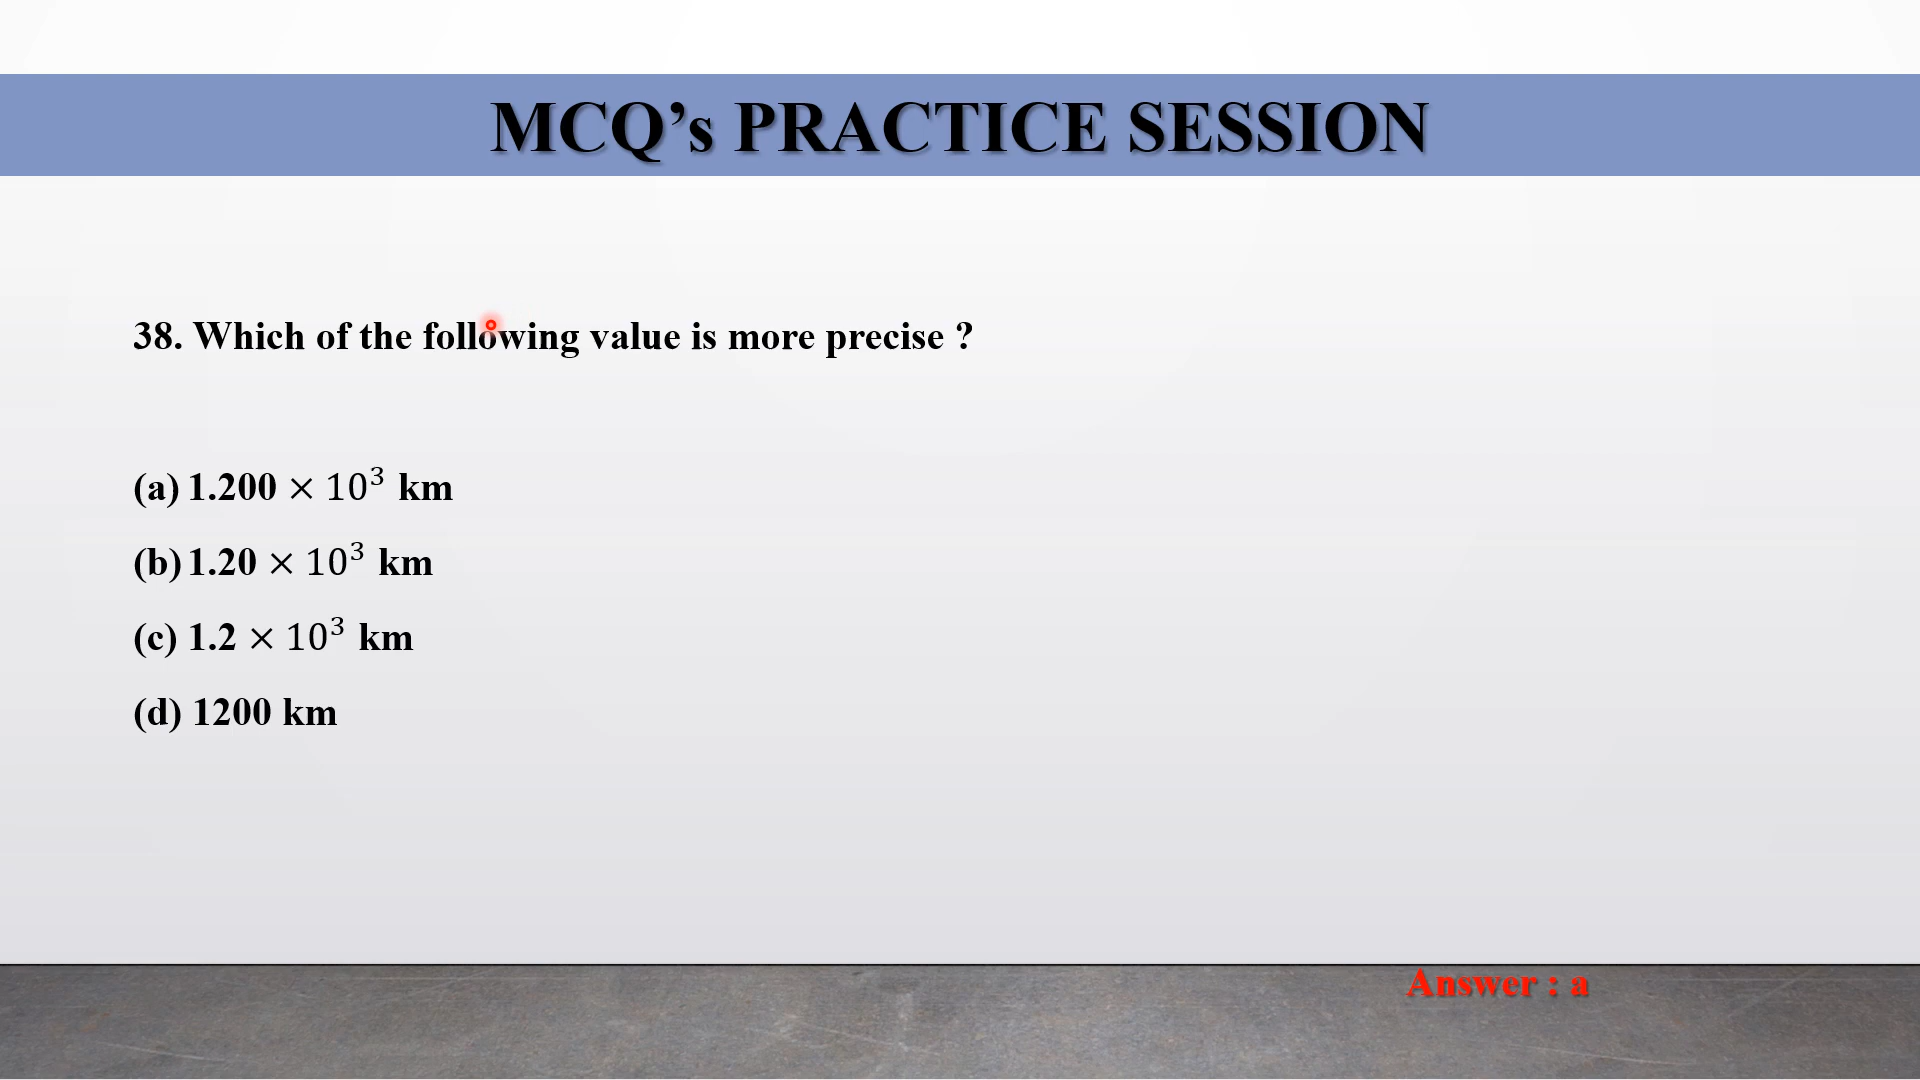 MCQ’s PRACTICE SESSION
38. Which of the following value is more precise ?
(a) 1.200 × 10³ km
(b) 1.20 × 10³ km
(c) 1.2 × 10³ km
(d) 1200 km
Answer : a